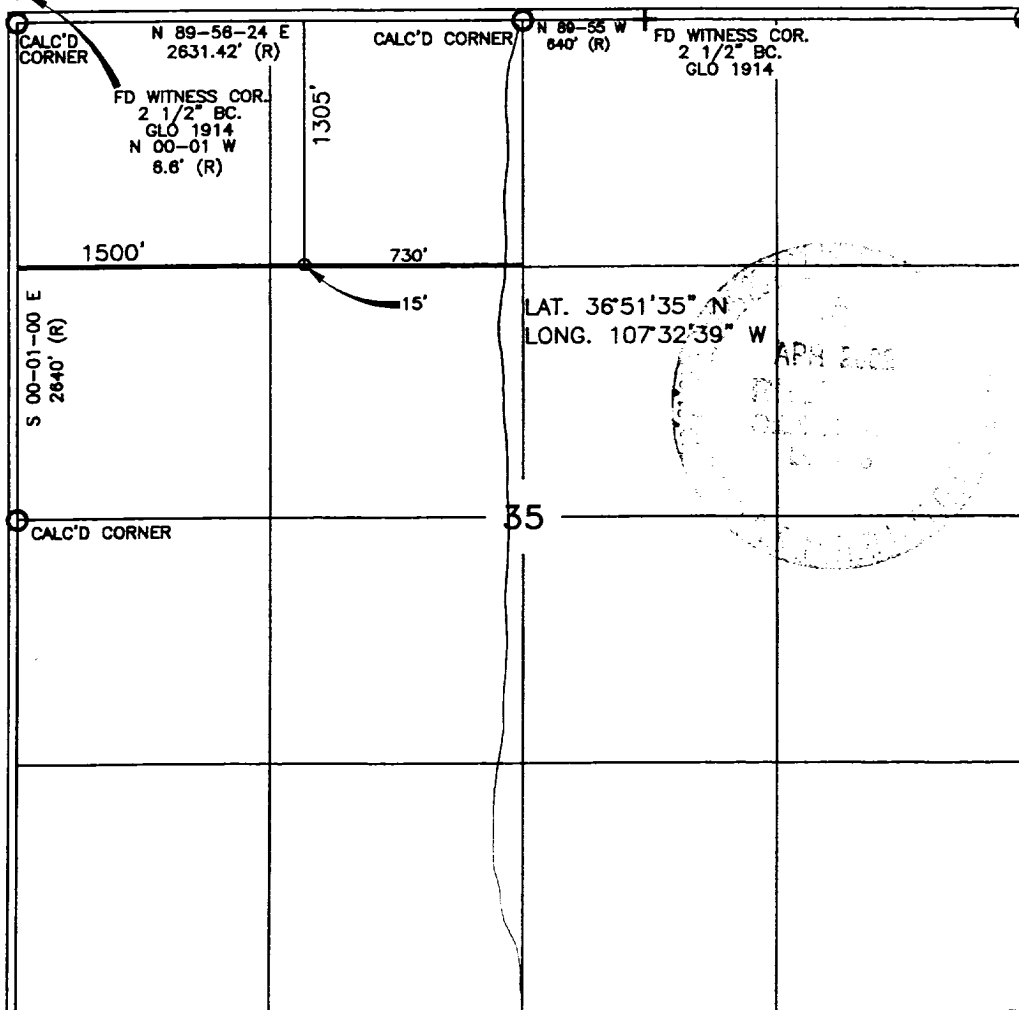 CALC'D
CORNER
N 89-56-24 E
2631.42' (R)
CALC'D CORNER
N 89-55 W
640' (R)
FD WITNESS COR.
2 1/2" BC.
GLO 1914
FD WITNESS COR.
2 1/2" BC.
GLO 1914
N 00-01 W
6.6' (R)
1305'
1500'
730'
15'
LAT. 36°51'35" N
LONG. 107°32'39" W
S 00-01-00 E
2640' (R)
CALC'D CORNER
35